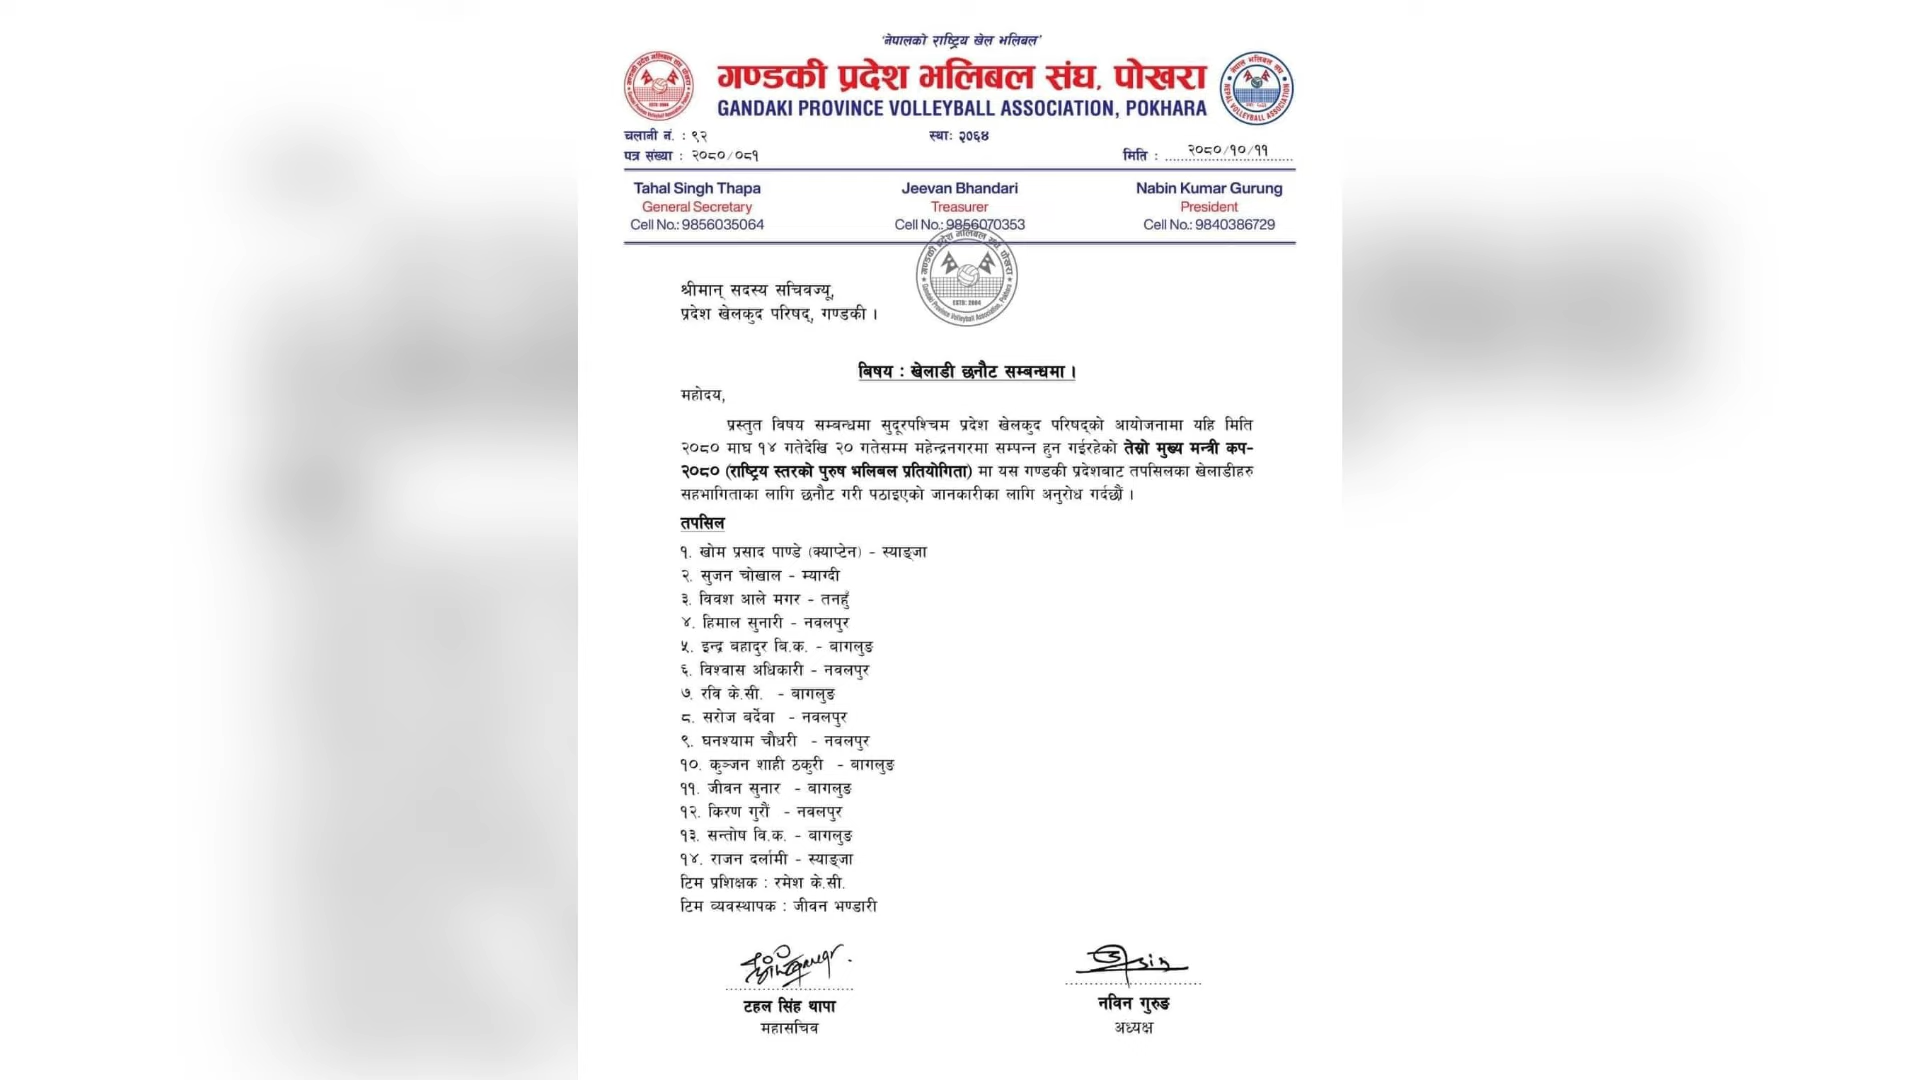 'नेपालको राष्ट्रिय खेल भलिबल'
गण्डकी प्रदेश भलिबल संघ, पोखरा
GANDAKI PROVINCE VOLLEYBALL ASSOCIATION, POKHARA
चलानी नं. : ९२
स्था: २०६४
पत्र संख्या : २०८०/०८१
मिति : २०८०/१०/११
Tahal Singh Thapa
General Secretary
Cell No.: 9856035064
Jeevan Bhandari
Treasurer
Cell No.: 9856070353
Nabin Kumar Gurung
President
Cell No.: 9840386729
श्रीमान् सदस्य सचिवज्यू,
प्रदेश खेलकुद परिषद्, गण्डकी ।
बिषय : खेलाडी छनौट सम्बन्धमा ।
महोदय,
प्रस्तुत विषय सम्बन्धमा सुदूरपश्चिम प्रदेश खेलकुद परिषद्को आयोजनामा यहि मिति
२०८० माघ १४ गतेदेखि २० गतेसम्म महेन्द्रनगरमा सम्पन्न हुन गईरहेको तेस्रो मुख्य मन्त्री कप-
२०८० (राष्ट्रिय स्तरको पुरुष भलिबल प्रतियोगिता) मा यस गण्डकी प्रदेशबाट तपसिलका खेलाडीहरु
सहभागिताका लागि छनौट गरी पठाइएको जानकारीका लागि अनुरोध गर्दछौं ।
तपसिल
१. खोम प्रसाद पाण्डे (क्याप्टेन) - स्याङ्जा
२. सुजन चोखाल - म्याग्दी
३. विवश आले मगर - तनहुँ
४. हिमाल सुनारी - नवलपुर
५. इन्द्र बहादुर बि.क. - बागलुङ
६. विश्वास अधिकारी - नवलपुर
७. रवि के.सी. - बागलुङ
८. सरोज बर्देवा - नवलपुर
९. घनश्याम चौधरी - नवलपुर
१०. कुञ्जन शाही ठकुरी - बागलुङ
११. जीवन सुनार - बागलुङ
१२. किरण गुरौं - नवलपुर
१३. सन्तोष वि.क. - बागलुङ
१४. राजन दर्लामी - स्याङ्जा
टिम प्रशिक्षक : रमेश के.सी.
टिम व्यवस्थापक : जीवन भण्डारी
टहल सिंह थापा
महासचिव
नविन गुरुङ
अध्यक्ष